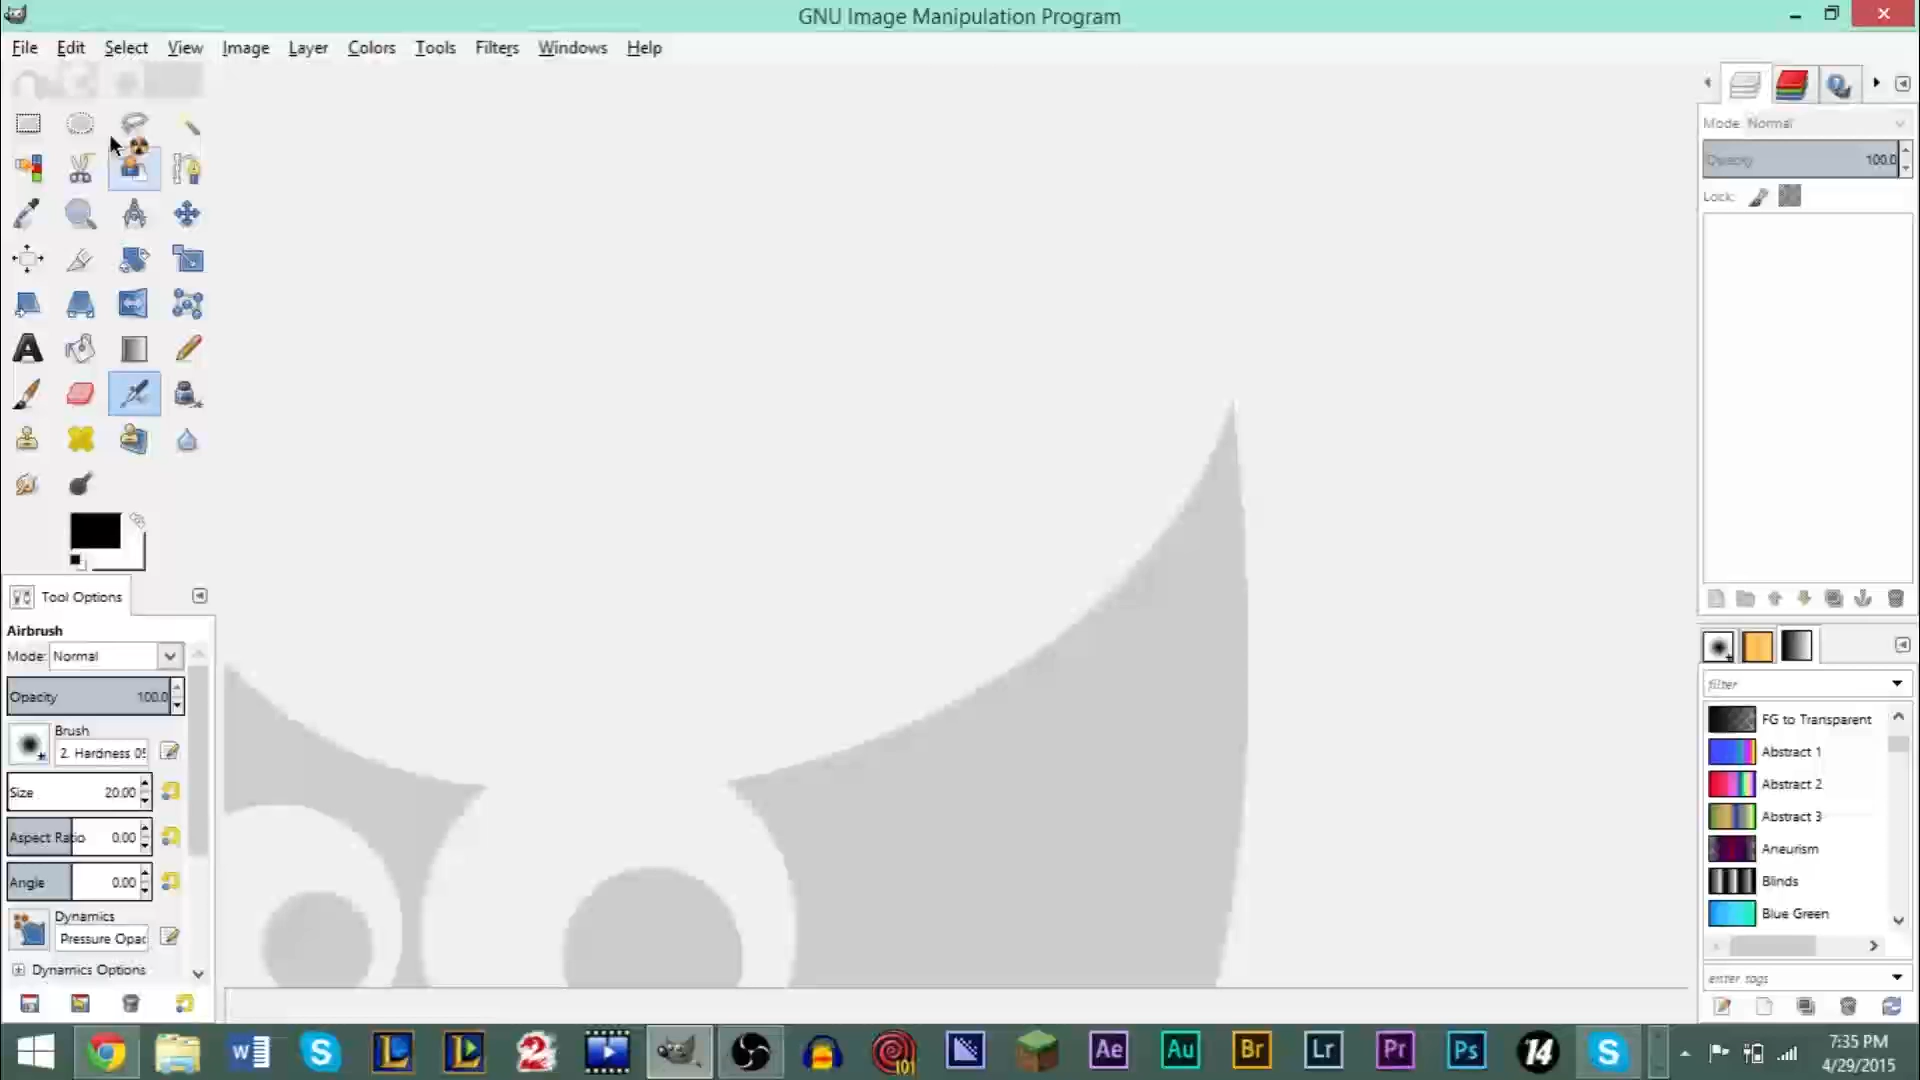 GNU Image Manipulation Program
File Edit Select View Image Layer Colors Tools Filters Windows Help
Mode: Normal
Opacity 100.0
Lock:
Tool Options
Airbrush
Mode: Normal
Opacity 100.0
Brush
2. Hardness 05
Size 20.00
Aspect Ratio 0.00
Angle 0.00
Dynamics
Pressure Opac
Dynamics Options
filter
FG to Transparent
Abstract 1
Abstract 2
Abstract 3
Aneurism
Blinds
Blue Green
enter tags
W S L L 2 101 Ae Au Br Lr Pr Ps 14 S
7:35 PM
4/29/2015